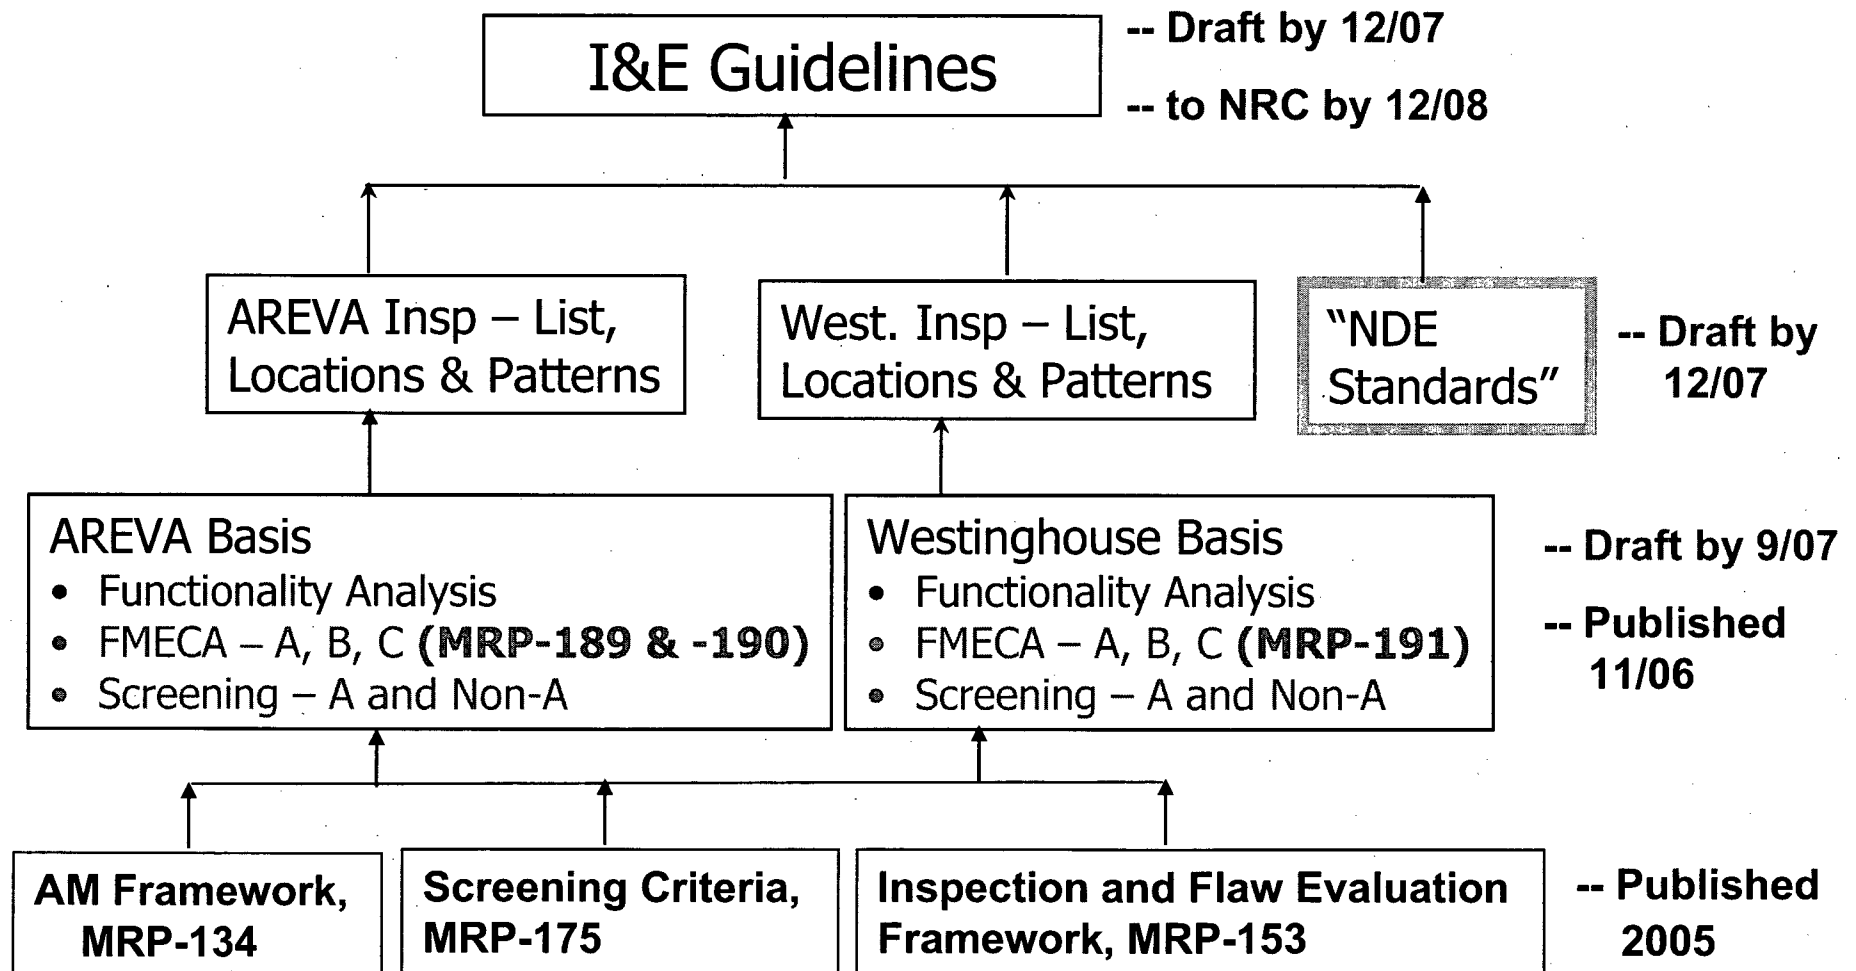 I&E Guidelines
-- Draft by 12/07
-- to NRC by 12/08
AREVA Insp – List,
Locations & Patterns
West. Insp – List,
Locations & Patterns
"NDE
Standards"
-- Draft by
12/07
AREVA Basis
• Functionality Analysis
• FMECA – A, B, C (MRP-189 & -190)
• Screening – A and Non-A
Westinghouse Basis
• Functionality Analysis
• FMECA – A, B, C (MRP-191)
• Screening – A and Non-A
-- Draft by 9/07
-- Published
11/06
AM Framework,
MRP-134
Screening Criteria,
MRP-175
Inspection and Flaw Evaluation
Framework, MRP-153
-- Published
2005